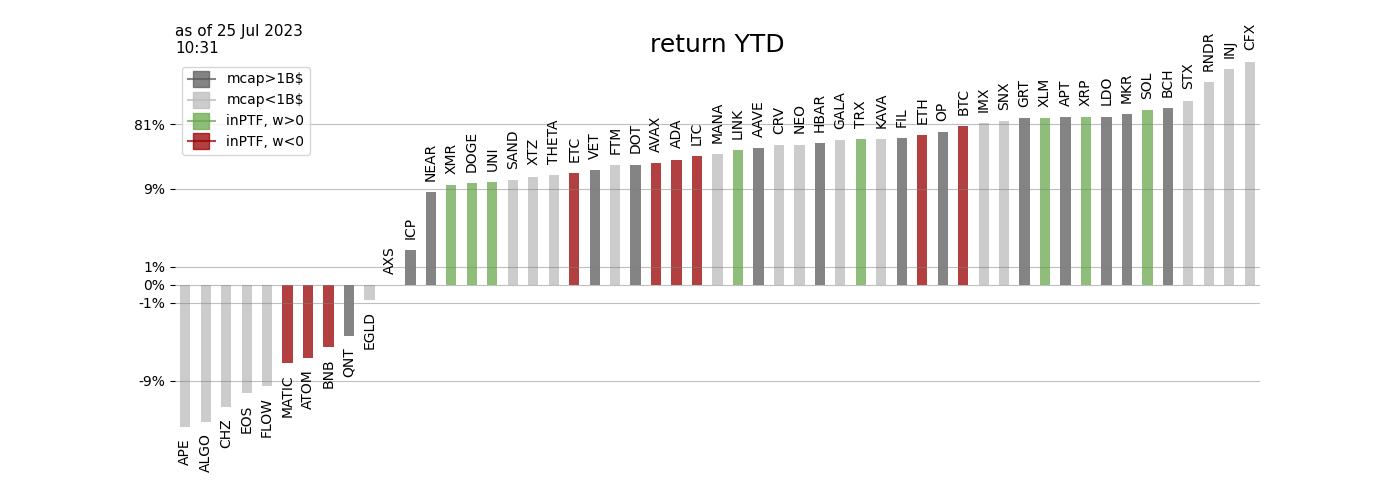 as of 25 Jul 2023
10:31
return YTD
mcap>1B$
mcap<1B$
inPTF, w>0
inPTF, w<0
81%
9%
1%
0%
-1%
-9%
APE
ALGO
CHZ
EOS
FLOW
MATIC
ATOM
BNB
QNT
EGLD
AXS
ICP
NEAR
XMR
DOGE
UNI
SAND
XTZ
THETA
ETC
VET
FTM
DOT
AVAX
ADA
LTC
MANA
LINK
AAVE
CRV
NEO
HBAR
GALA
TRX
KAVA
FIL
ETH
OP
BTC
IMX
SNX
GRT
XLM
APT
XRP
LDO
MKR
SOL
BCH
STX
RNDR
INJ
CFX